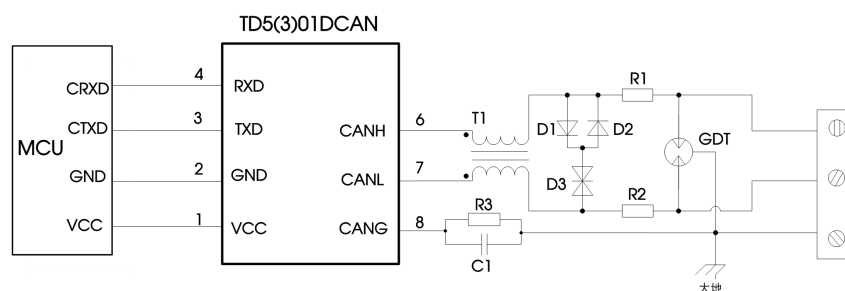 TD5(3)01DCAN
MCU
CRXD
4
RXD
CTXD
3
TXD
GND
2
GND
VCC
1
VCC
CANH
6
CANL
7
CANG
8
T1
D1
D2
D3
R1
R2
GDT
R3
C1
大地